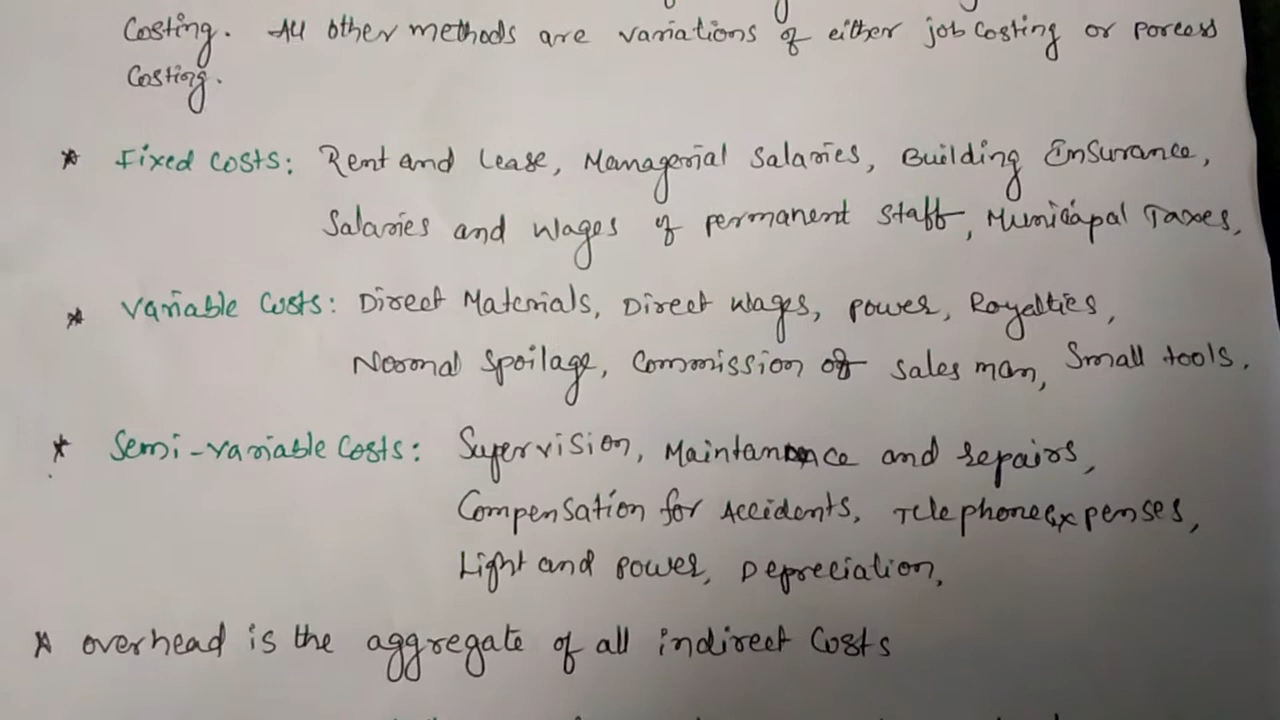 Costing. All other methods are variations of either job costing or porcess
Costing.
* Fixed costs: Rent and Lease, Managerial Salaries, Building Insurance,
Salaries and wages of permanent staff, Municipal Taxes,
* Variable Costs: Direct Materials, Direct wages, power, Royalties,
Normal Spoilage, Commission of sales man, Small tools.
* Semi-variable Costs: Supervision, Maintanance and repairs,
Compensation for Accidents, Telephone expenses,
Light and power, Depreciation,
* overhead is the aggregate of all indirect Costs